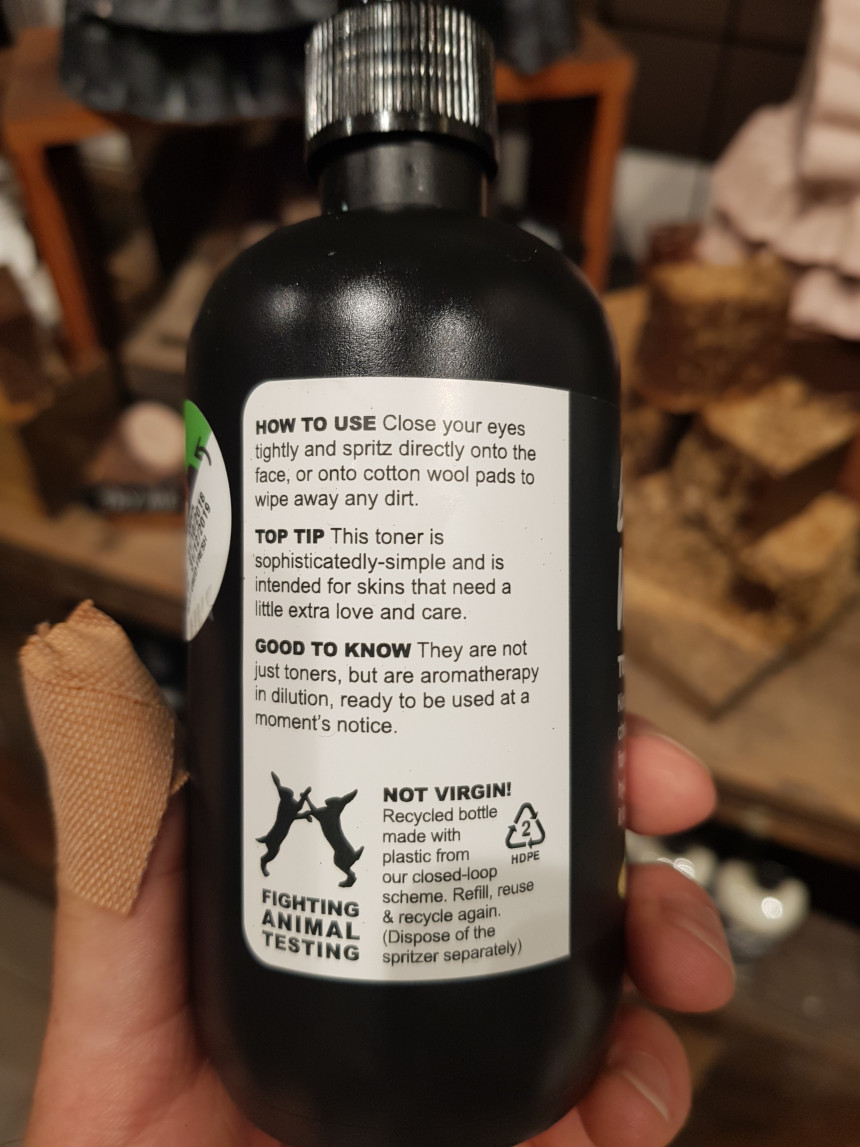 HOW TO USE Close your eyes
tightly and spritz directly onto the
face, or onto cotton wool pads to
wipe away any dirt.
TOP TIP This toner is
sophisticatedly-simple and is
intended for skins that need a
little extra love and care.
GOOD TO KNOW They are not
just toners, but are aromatherapy
in dilution, ready to be used at a
moment's notice.
FIGHTING
ANIMAL
TESTING
NOT VIRGIN!
Recycled bottle
made with
plastic from
our closed-loop
scheme. Refill, reuse
& recycle again.
(Dispose of the
spritzer separately)
2
HDPE